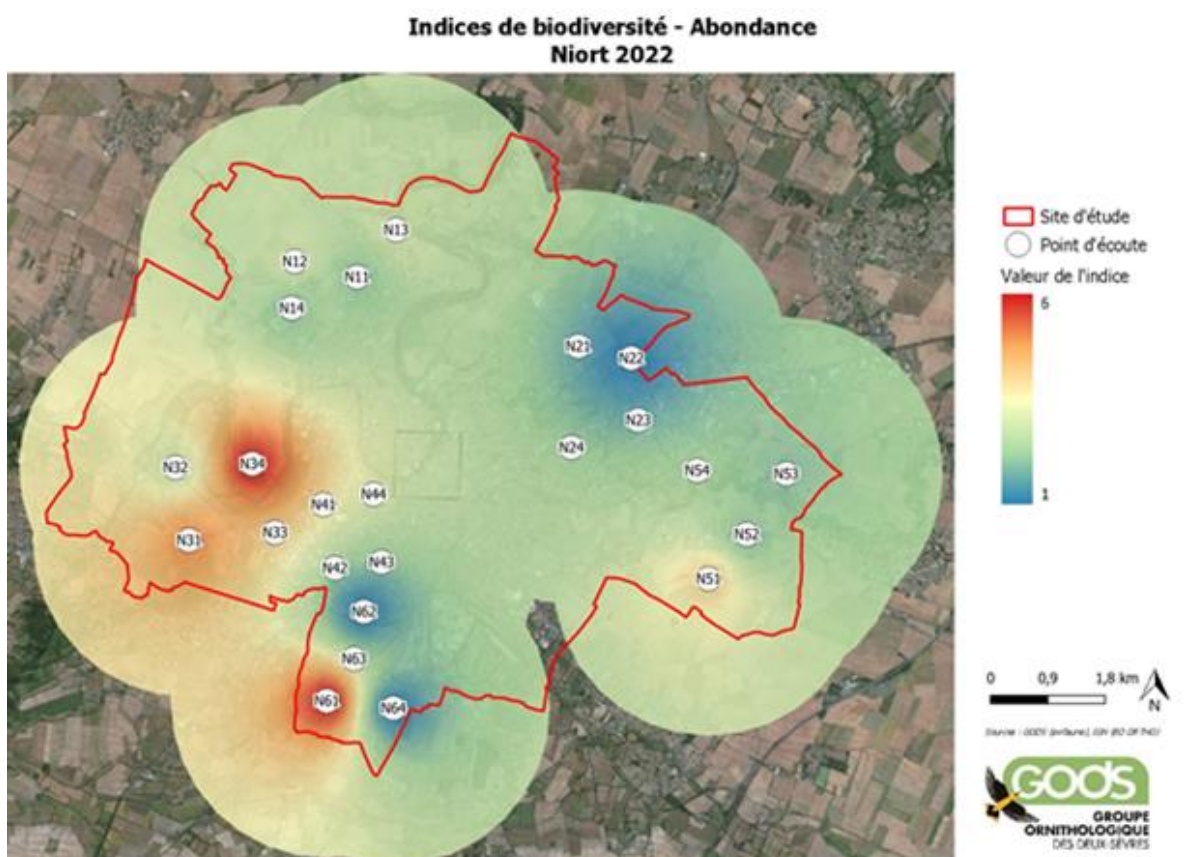 Indices de biodiversité - Abondance
Niort 2022
N13
N12
N11
N14
N21
N22
N23
N24
N32
N34
N54
N53
N44
N41
N33
N31
N52
N43
N42
N51
N62
N63
N61
N64
Site d'étude
Point d'écoute
Valeur de l'indice
6
1
0 0,9 1,8 km
N
GODS
GROUPE
ORNITHOLOGIQUE
DES DEUX-SÈVRES